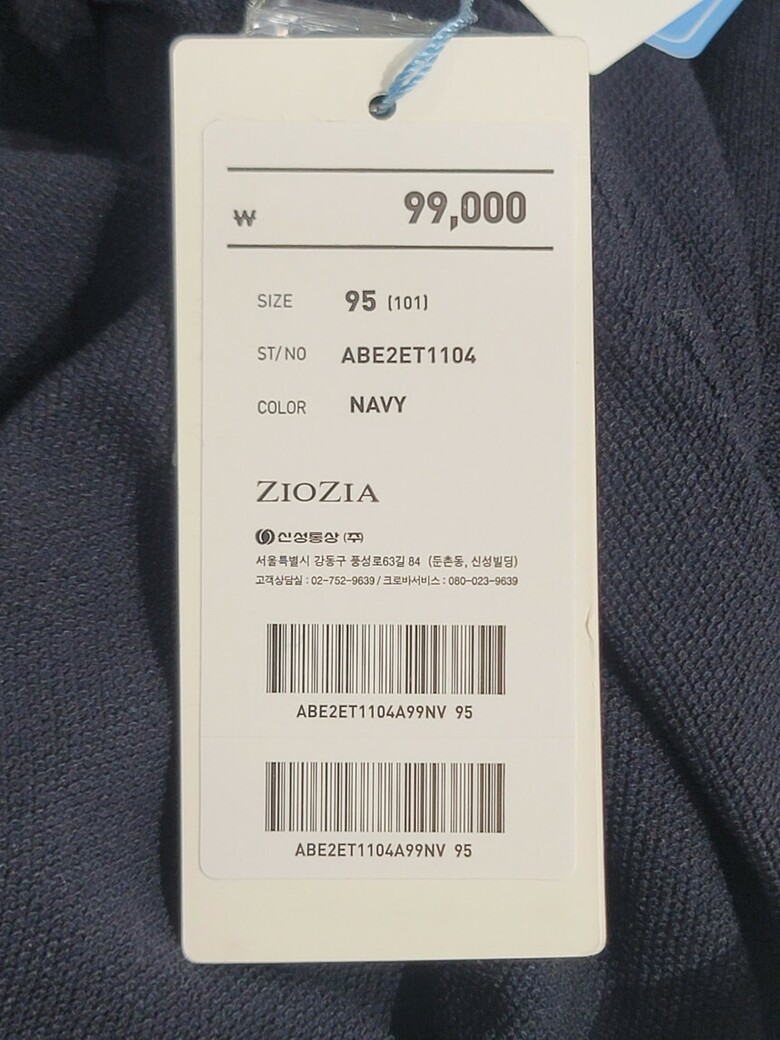 ₩ 99,000
SIZE 95 (101)
ST/NO ABE2ET1104
COLOR NAVY
ZIOZIA
신성통상 (주)
서울특별시 강동구 풍성로63길 84 (둔촌동, 신성빌딩)
고객상담실 : 02-752-9639 / 크로바서비스 : 080-023-9639
ABE2ET1104A99NV 95
ABE2ET1104A99NV 95